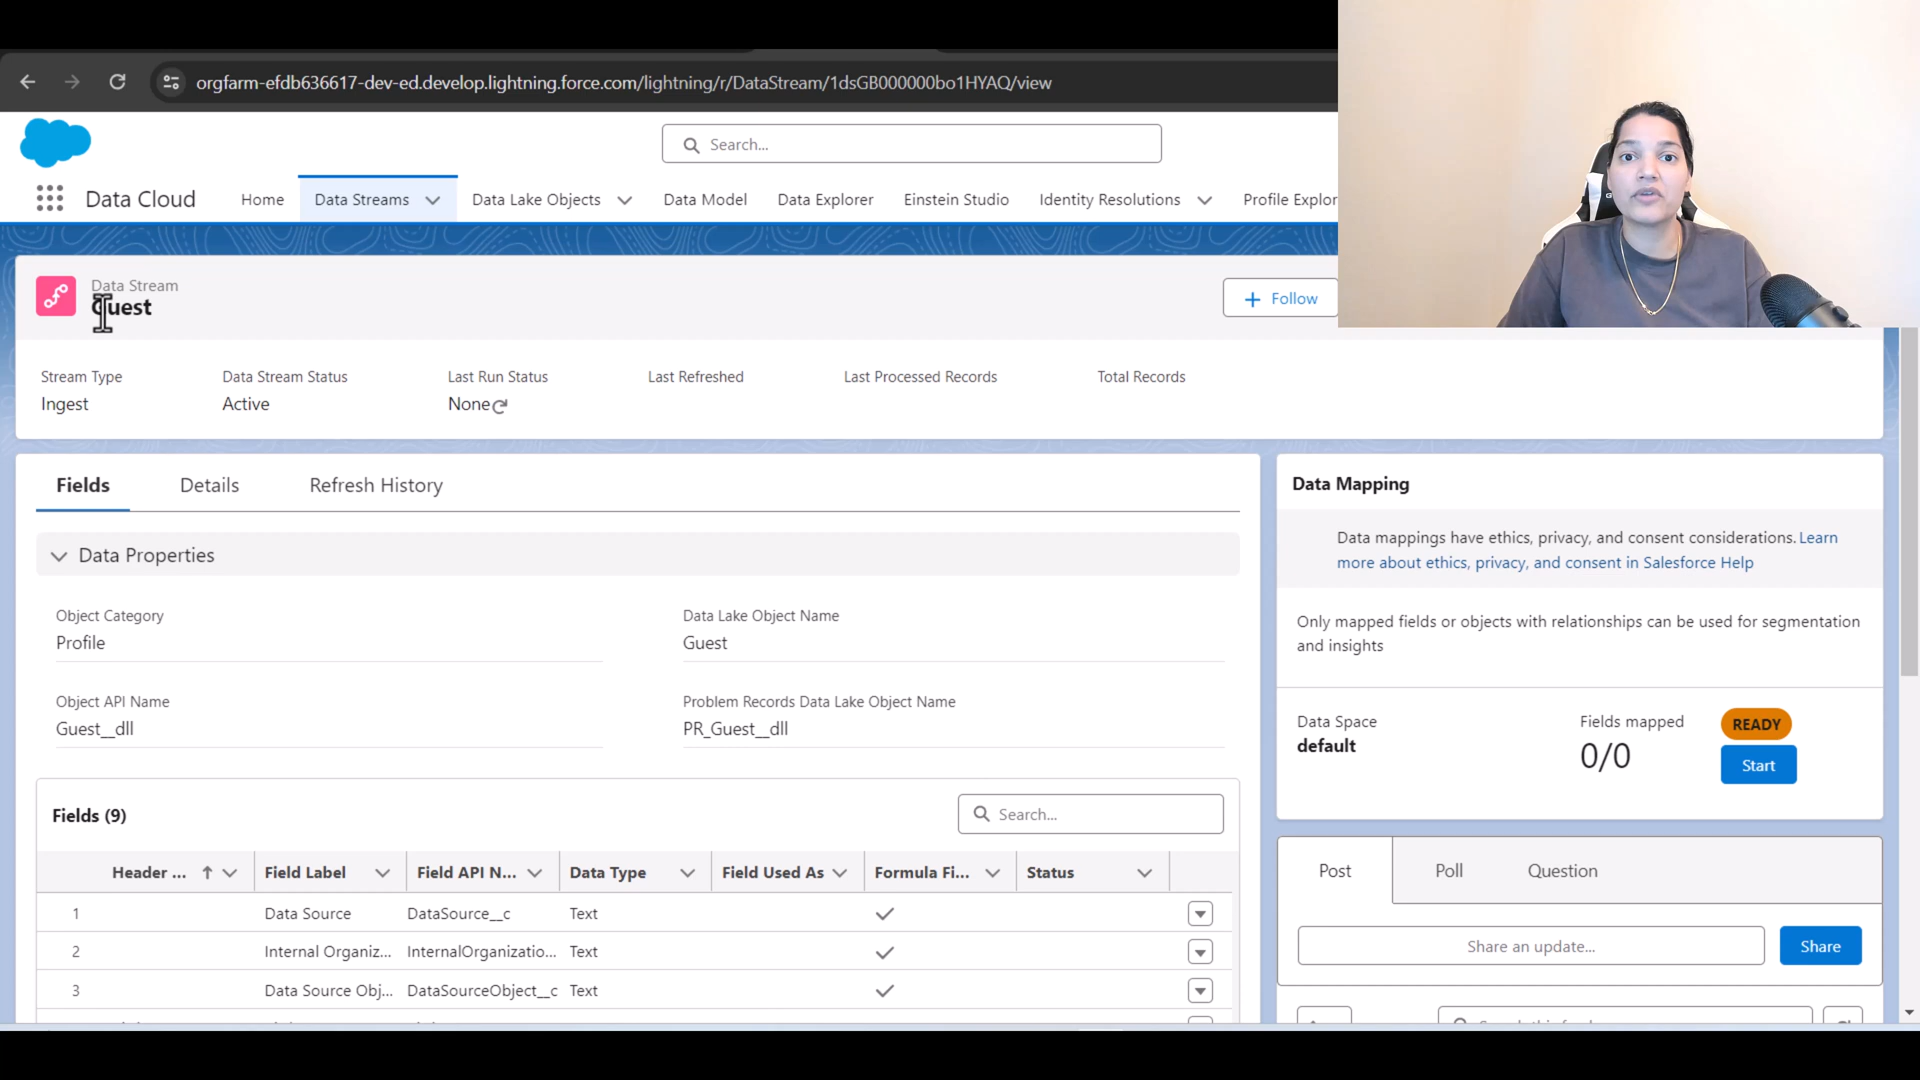 orgfarm-efdb636617-dev-ed.develop.lightning.force.com/lightning/r/DataStream/1dsGB000000bo1HYAQ/view
Search...
Data Cloud
Home
Data Streams
Data Lake Objects
Data Model
Data Explorer
Einstein Studio
Identity Resolutions
Profile Explor
Data Stream
Guest
Follow
Stream Type
Data Stream Status
Last Run Status
Last Refreshed
Last Processed Records
Total Records
Ingest
Active
None
Fields
Details
Refresh History
Data Properties
Object Category
Profile
Data Lake Object Name
Guest
Object API Name
Guest__dll
Problem Records Data Lake Object Name
PR_Guest__dll
Fields (9)
Search...
Header ... Field Label Field API N... Data Type Field Used As Formula Fi... Status
1 Data Source DataSource__c Text
2 Internal Organiz... InternalOrganizatio... Text
3 Data Source Obj... DataSourceObject__c Text
Data Mapping
Data mappings have ethics, privacy, and consent considerations. Learn
more about ethics, privacy, and consent in Salesforce Help
Only mapped fields or objects with relationships can be used for segmentation
and insights
Data Space
default
Fields mapped
0/0
READY
Start
Post
Poll
Question
Share an update...
Share